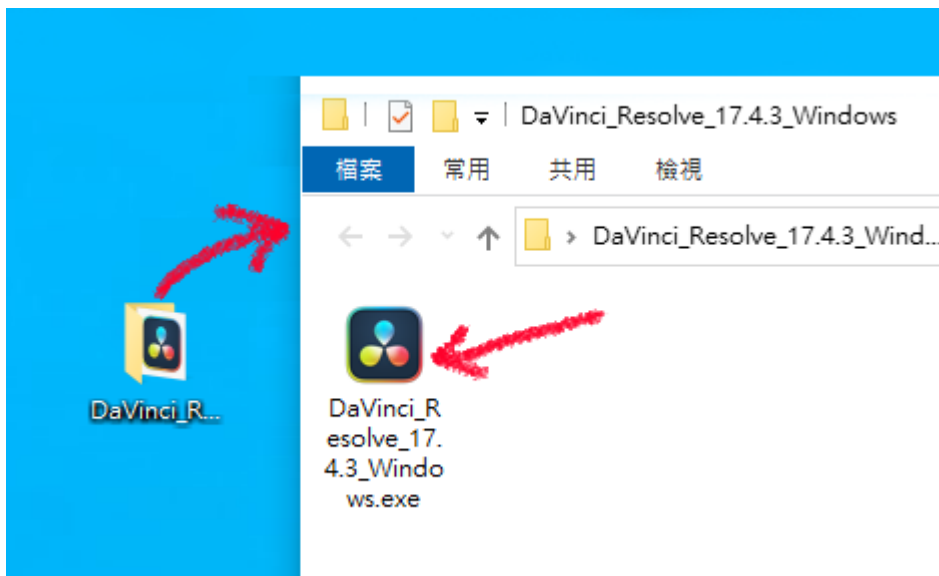 DaVinci_Resolve_17.4.3_Windows
檔案 常用 共用 檢視
DaVinci_Resolve_17.4.3_Wind...
DaVinci_R...
DaVinci_R
esolve_17.
4.3_Windo
ws.exe